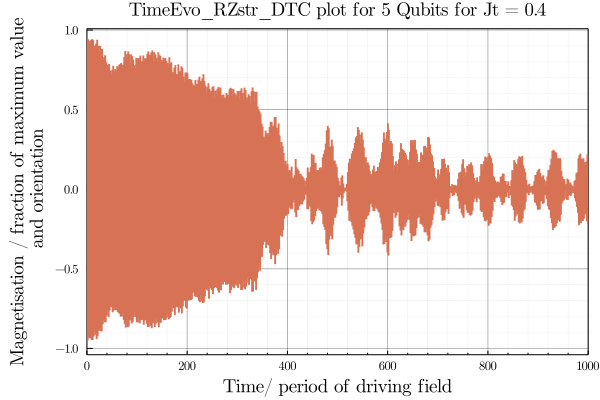 TimeEvo_RZstr_DTC plot for 5 Qubits for Jt = 0.4
Magnetisation / fraction of maximum value
and orientation
1.0
0.5
0.0
−0.5
−1.0
0 200 400 600 800 1000
Time/ period of driving field